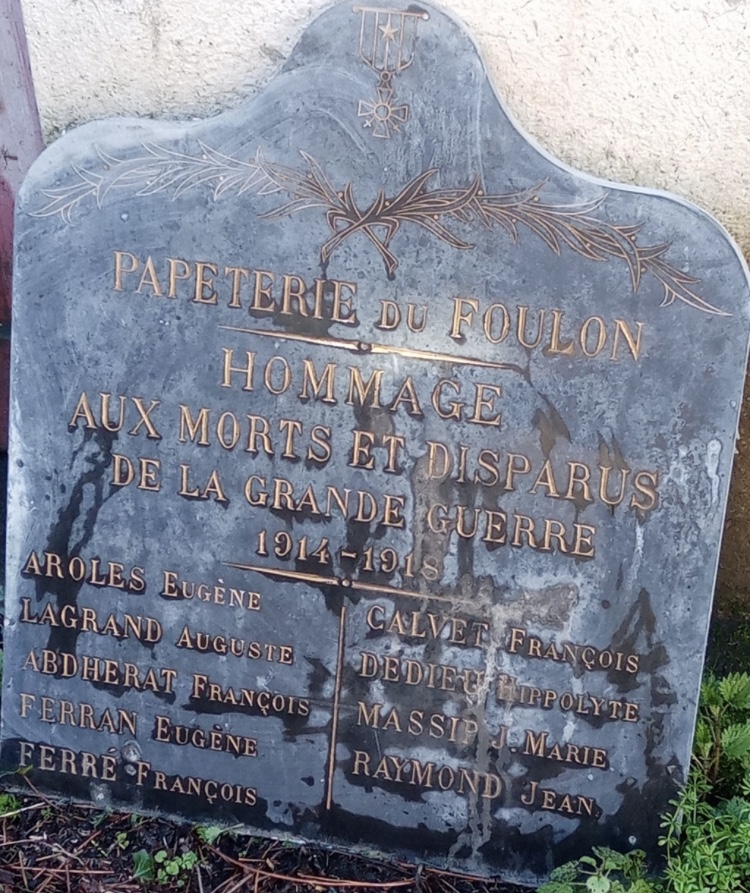 PAPETERIE DU FOULON
HOMMAGE
AUX MORTS ET DISPARUS
DE LA GRANDE GUERRE
1914-1918
AROLES EUGÈNE
LAGRAND AUGUSTE
ABDHERAT FRANÇOIS
FERRAN EUGÈNE
FERRÉ FRANÇOIS
CALVET FRANÇOIS
DEDIEU HIPPOLYTE
MASSIP J. MARIE
RAYMOND JEAN